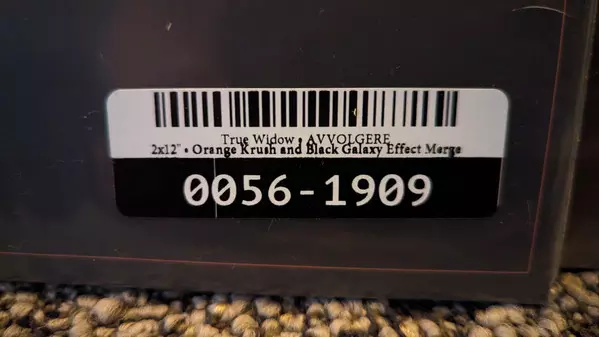 True Widow • AVVOLGERE
2x12" • Orange Krush and Black Galaxy Effect Merge
0056-1909